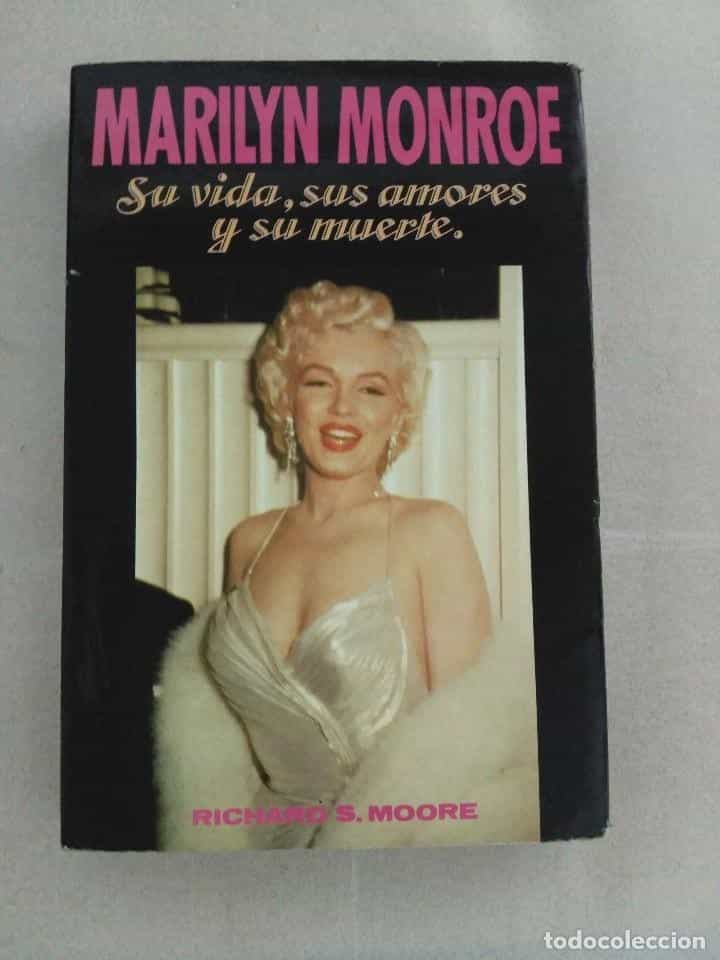 MARILYN MONROE
Su vida, sus amores
y su muerte.
RICHARD S. MOORE
todocoleccion